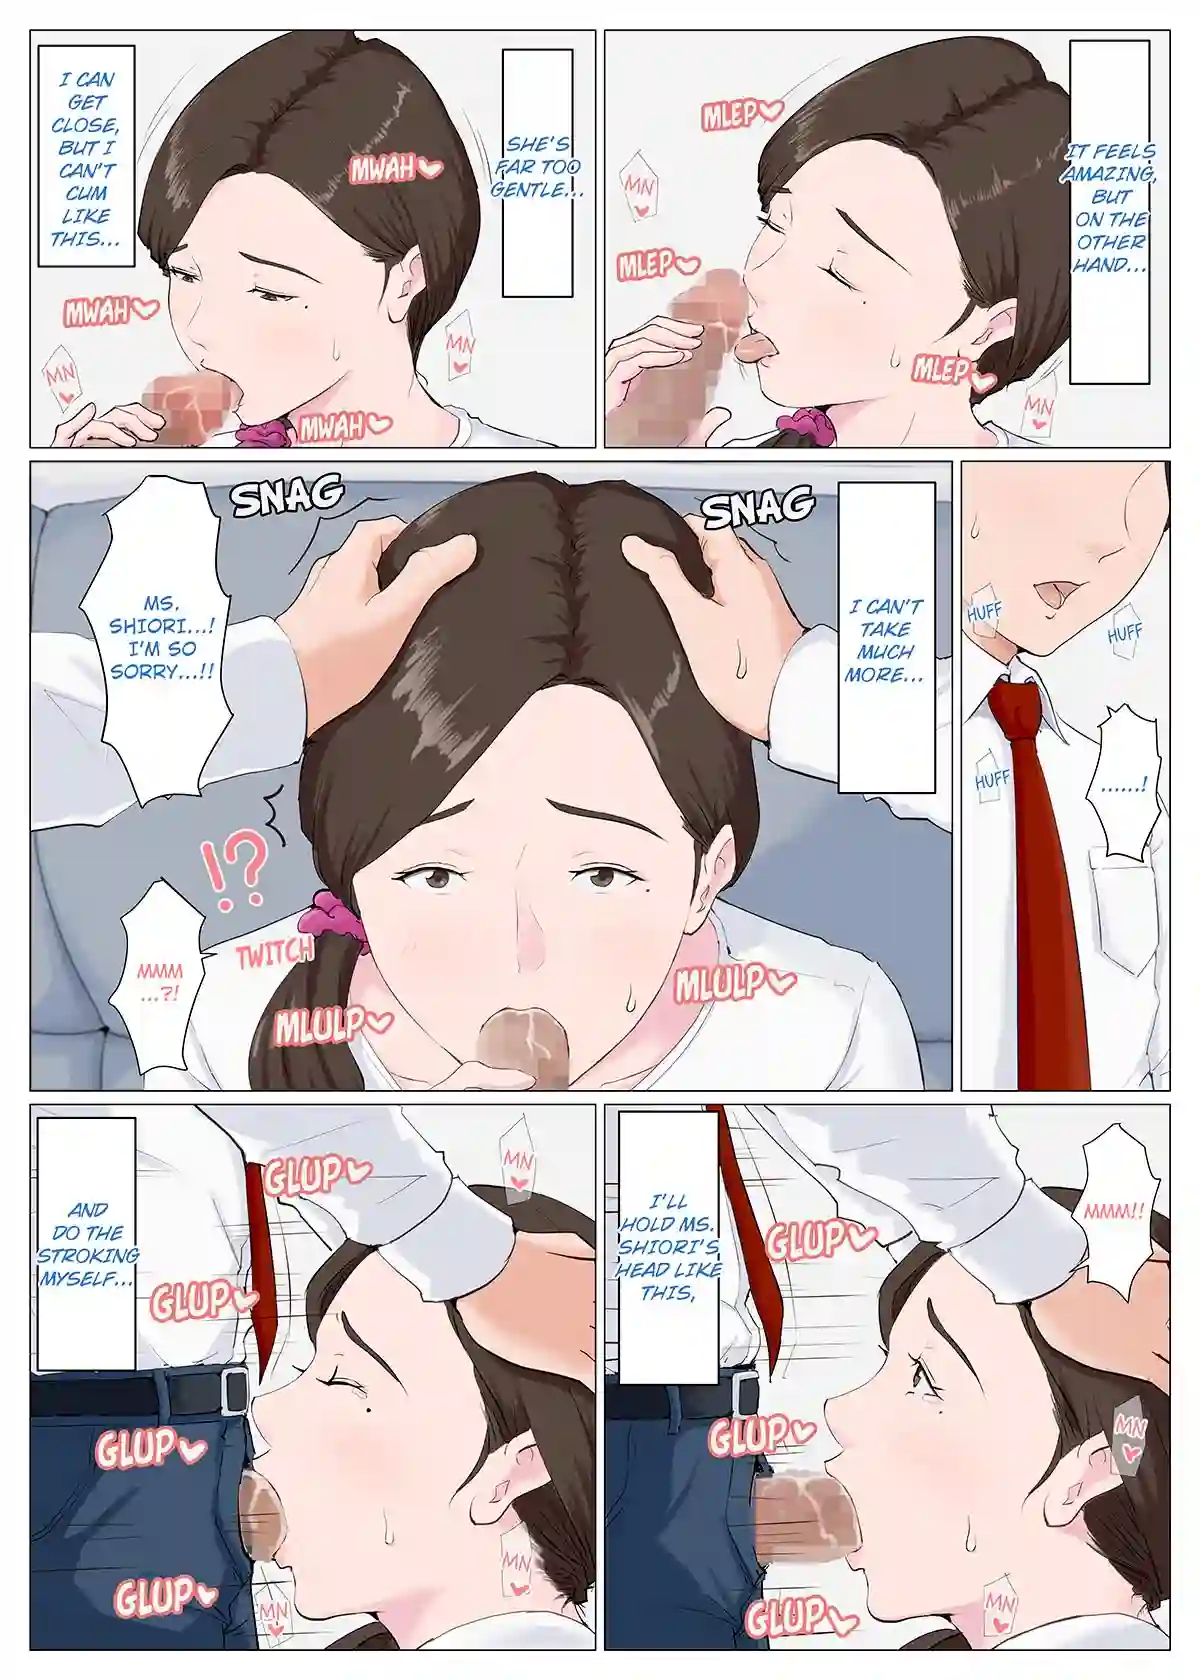 IT FEELS
AMAZING,
BUT
ON THE
OTHER
HAND...
MLEP
MN
MLEP
MLEP
MN
SHE'S
FAR TOO
GENTLE...
MWAH
I CAN
GET
CLOSE,
BUT I
CAN'T
CUM
LIKE
THIS...
MWAH
MN
MN
MWAH
HUFF
HUFF
HUFF
......!
I CAN'T
TAKE
MUCH
MORE...
SNAG
SNAG
MS.
SHIORI...!
I'M SO
SORRY...!!
!?
TWITCH
MMM
...?!
MLULP
MLULP
MMM!!
I'LL
HOLD MS.
SHIORI'S
HEAD LIKE
THIS,
GLUP
GLUP
MN
GLUP
MN
MN
GLUP
AND
DO THE
STROKING
MYSELF...
GLUP
GLUP
GLUP
MN
MN